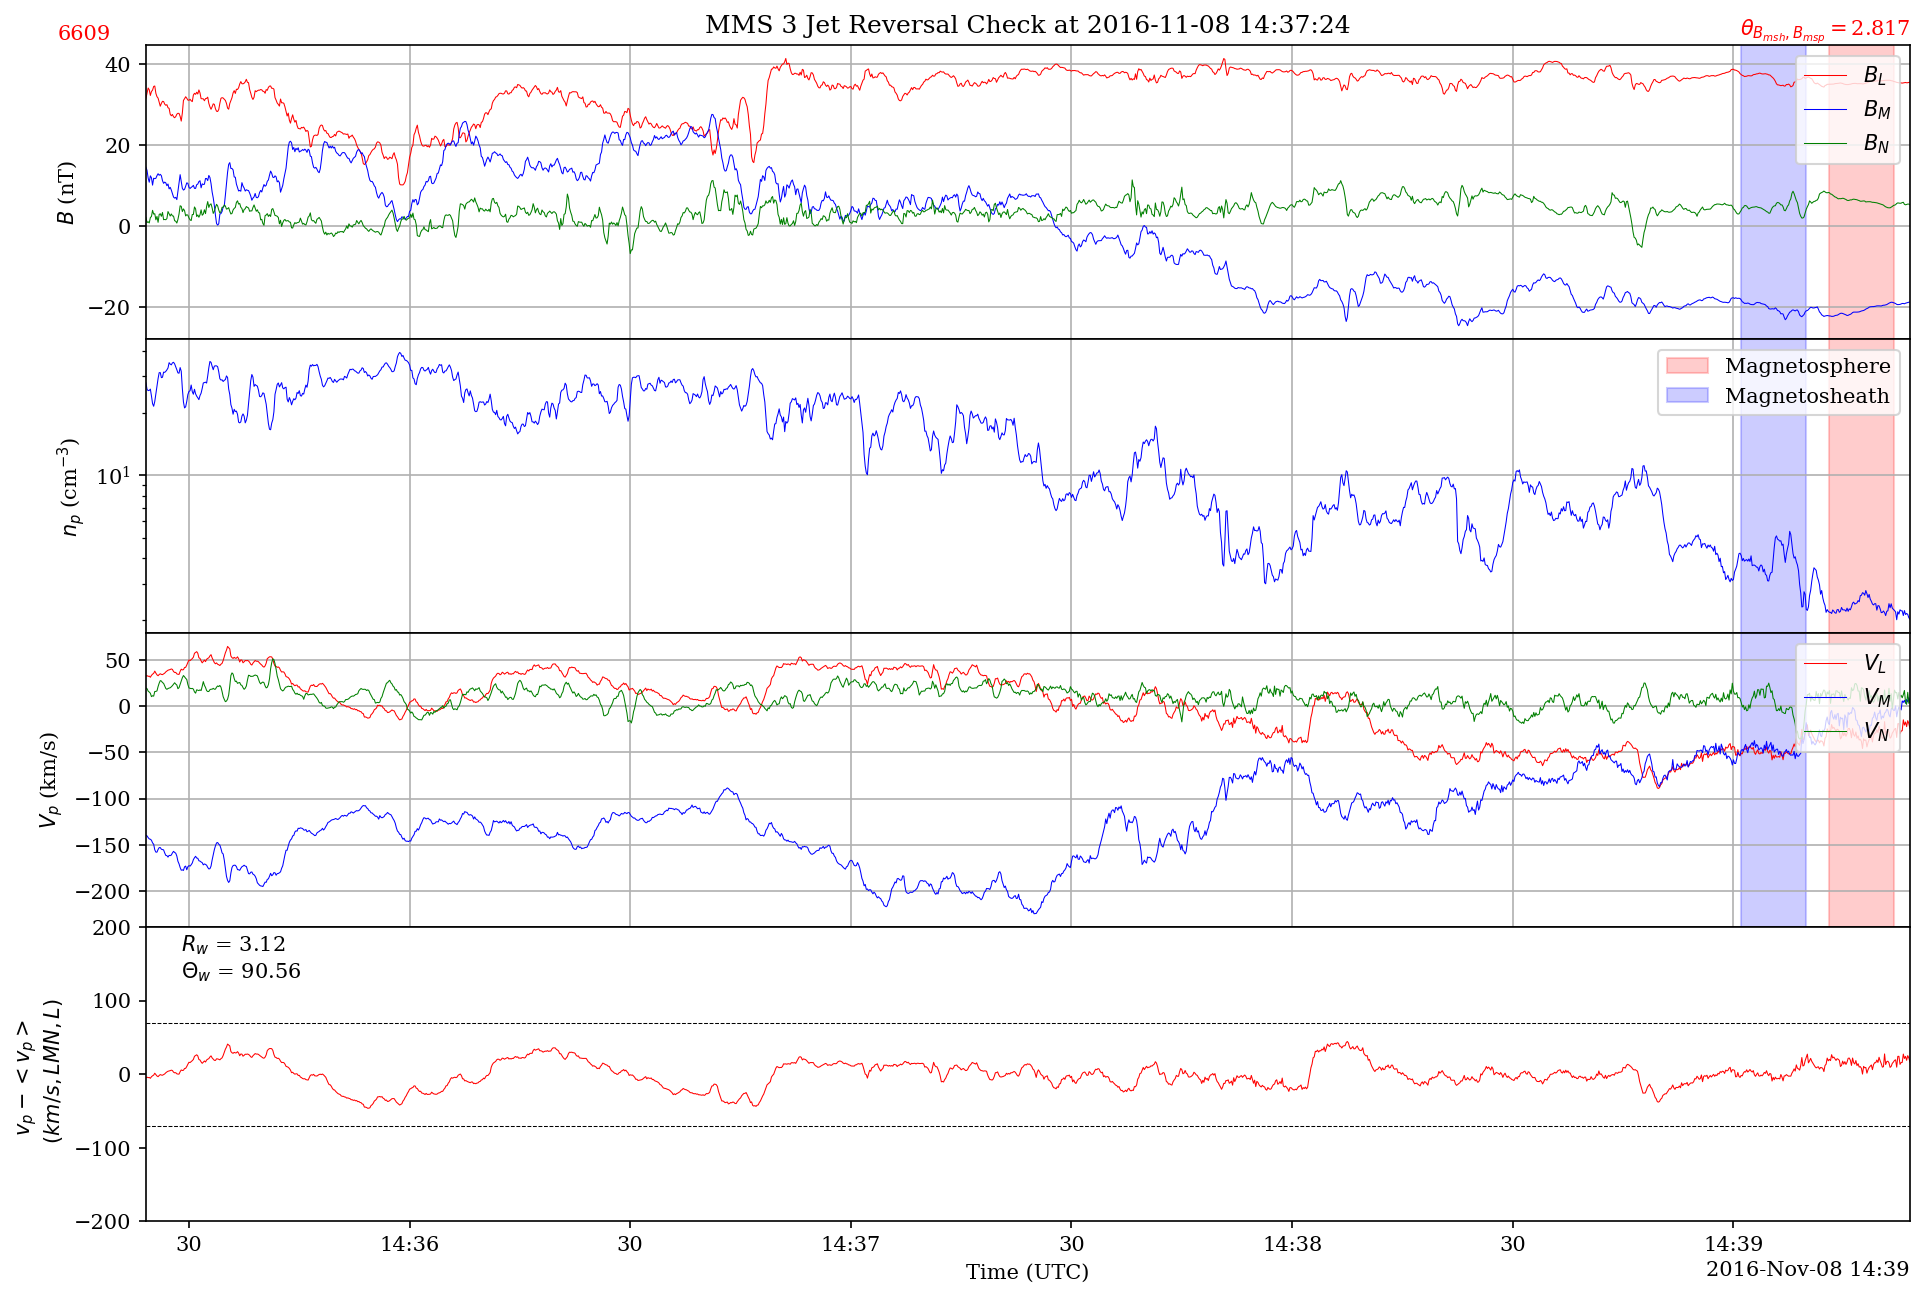 MMS 3 Jet Reversal Check at 2016-11-08 14:37:24
6609
θ_{B_{msh}, B_{msp}} = 2.817
40
20
0
−20
B (nT)
B_L
B_M
B_N
10^1
n_p (cm^{−3})
Magnetosphere
Magnetosheath
50
0
−50
−100
−150
−200
V_p (km/s)
V_L
V_M
V_N
200
100
0
−100
−200
v_p − < v_p >
(km/s, LMN, L)
R_w = 3.12
Θ_w = 90.56
30
14:36
30
14:37
30
14:38
30
14:39
Time (UTC)
2016-Nov-08 14:39